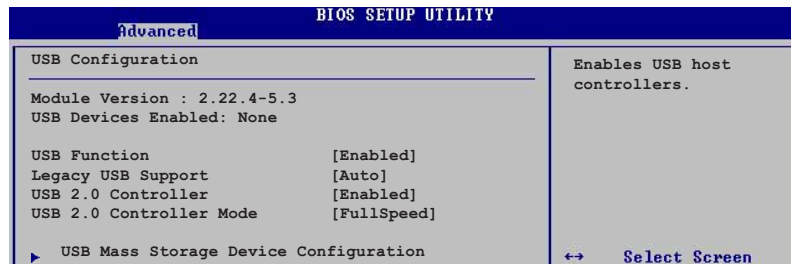 BIOS SETUP UTILITY
Advanced
USB Configuration
Module Version : 2.22.4-5.3
USB Devices Enabled: None
USB Function [Enabled]
Legacy USB Support [Auto]
USB 2.0 Controller [Enabled]
USB 2.0 Controller Mode [FullSpeed]
USB Mass Storage Device Configuration
Enables USB host
controllers.
↔ Select Screen